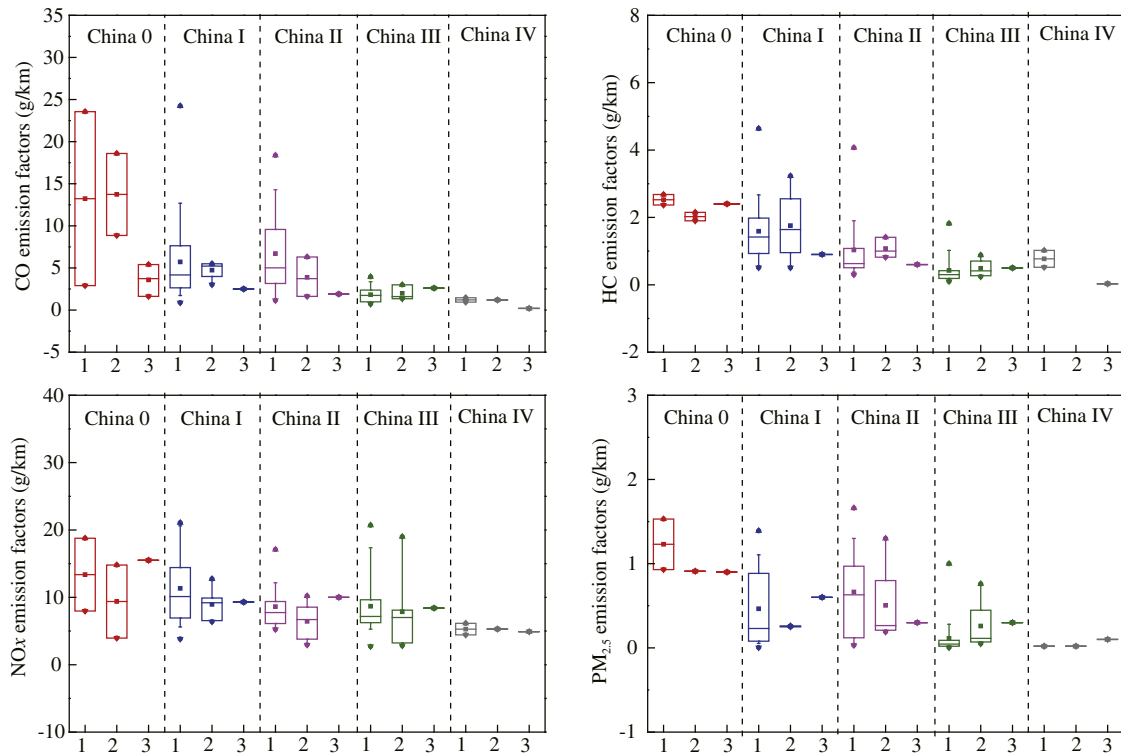 China 0 China I China II China III China IV
35
30
25
20
15
10
5
0
-5
CO emission factors (g/km)
1 2 3 1 2 3 1 2 3 1 2 3 1 2 3
China 0 China I China II China III China IV
8
6
4
2
0
-2
HC emission factors (g/km)
1 2 3 1 2 3 1 2 3 1 2 3 1 2 3
China 0 China I China II China III China IV
40
30
20
10
0
-10
NOx emission factors (g/km)
1 2 3 1 2 3 1 2 3 1 2 3 1 2 3
China 0 China I China II China III China IV
3
2
1
0
-1
PM2.5 emission factors (g/km)
1 2 3 1 2 3 1 2 3 1 2 3 1 2 3